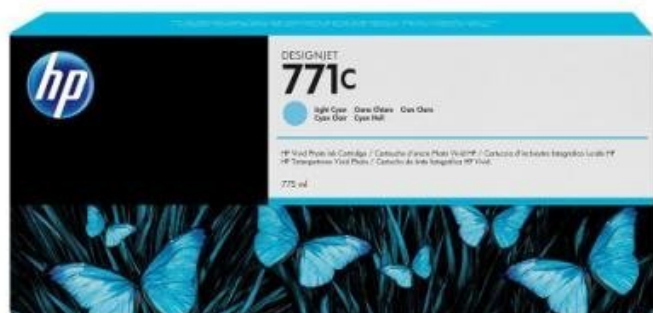 hp
DESIGNJET
771C
Light Cyan Ciano Chiaro Cian Claro
Cyan Clair Cyan Hell
HP Vivid Photo Ink Cartridge / Cartouche d'encre Photo Vivid HP / Cartuccia d'inchiostro fotografico lucido HP
HP Tintenpatrone Vivid Photo / Cartucho de tinta fotográfica HP Vivid
775 ml